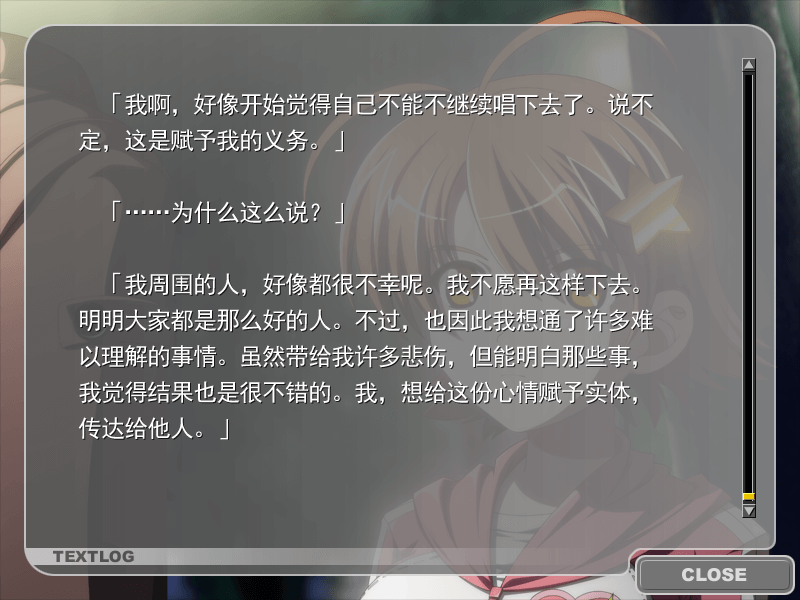 「我啊，好像开始觉得自己不能不继续唱下去了。说不
定，这是赋予我的义务。」
「……为什么这么说？」
「我周围的人，好像都很不幸呢。我不愿再这样下去。
明明大家都是那么好的人。不过，也因此我想通了许多难
以理解的事情。虽然带给我许多悲伤，但能明白那些事，
我觉得结果也是很不错的。我，想给这份心情赋予实体，
传达给他人。」
TEXTLOG
CLOSE